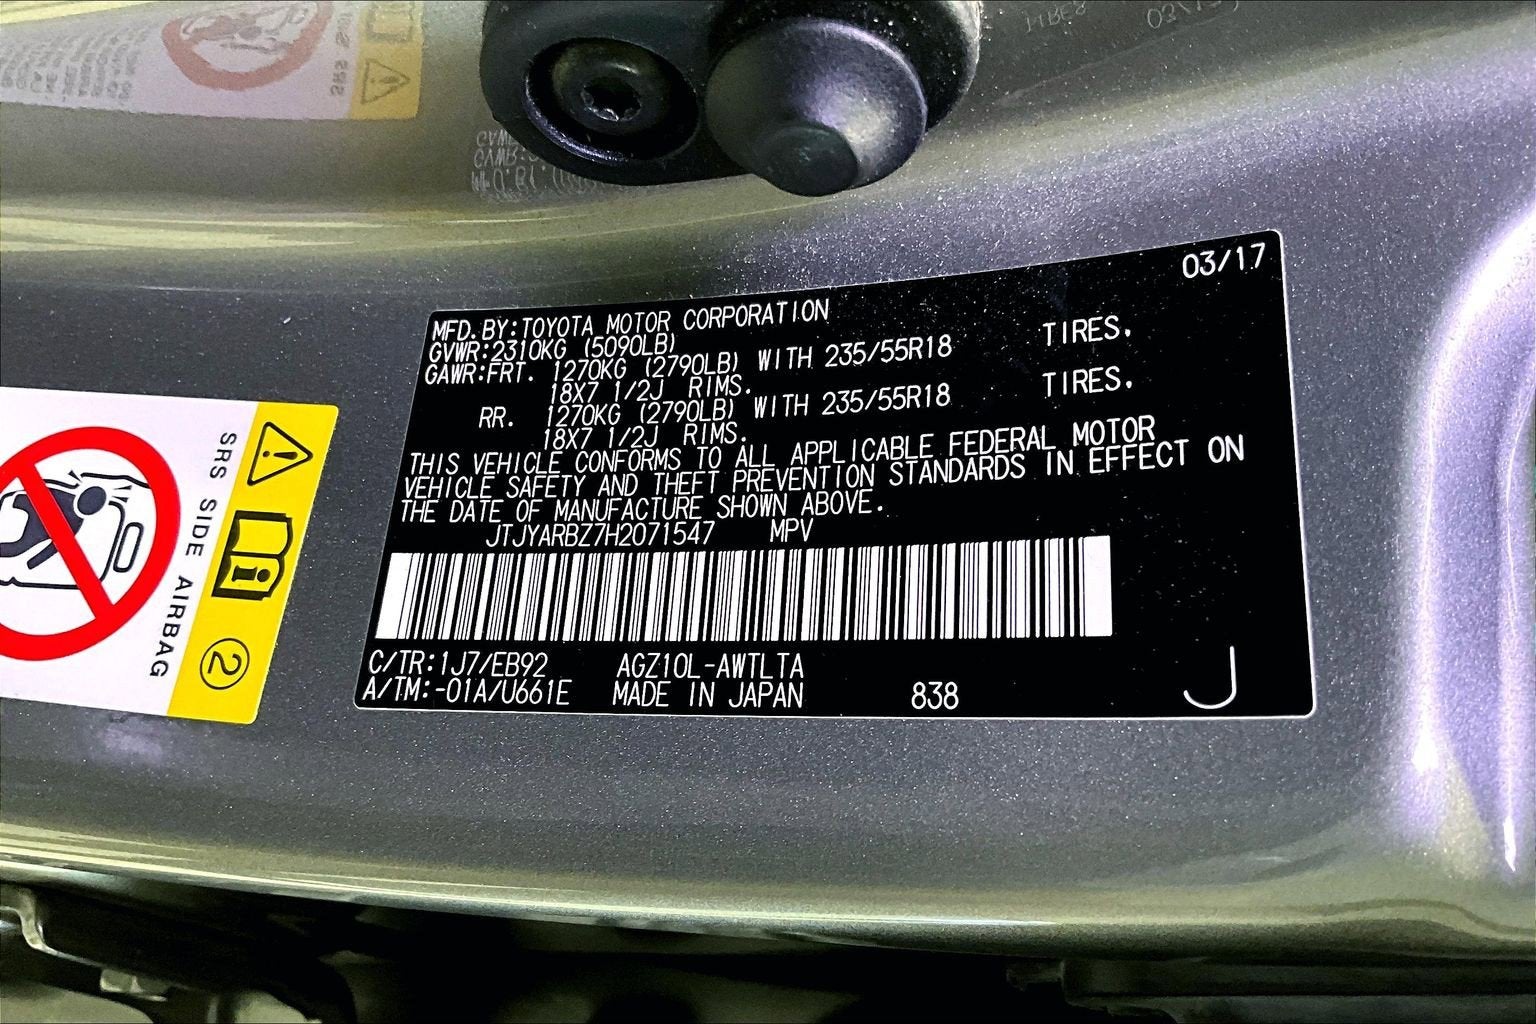 03/17
MFD.BY:TOYOTA MOTOR CORPORATION
GVWR:2310KG (5090LB)
GAWR:FRT. 1270KG (2790LB) WITH 235/55R18 TIRES.
18X7 1/2J RIMS.
RR. 1270KG (2790LB) WITH 235/55R18 TIRES.
18X7 1/2J RIMS.
THIS VEHICLE CONFORMS TO ALL APPLICABLE FEDERAL MOTOR
VEHICLE SAFETY AND THEFT PREVENTION STANDARDS IN EFFECT ON
THE DATE OF MANUFACTURE SHOWN ABOVE.
JTJYARBZ7H2071547 MPV
C/TR:1J7/EB92 AGZ10L-AWTLTA
A/TM:-01A/U661E MADE IN JAPAN 838 J
SRS SIDE AIRBAG
2